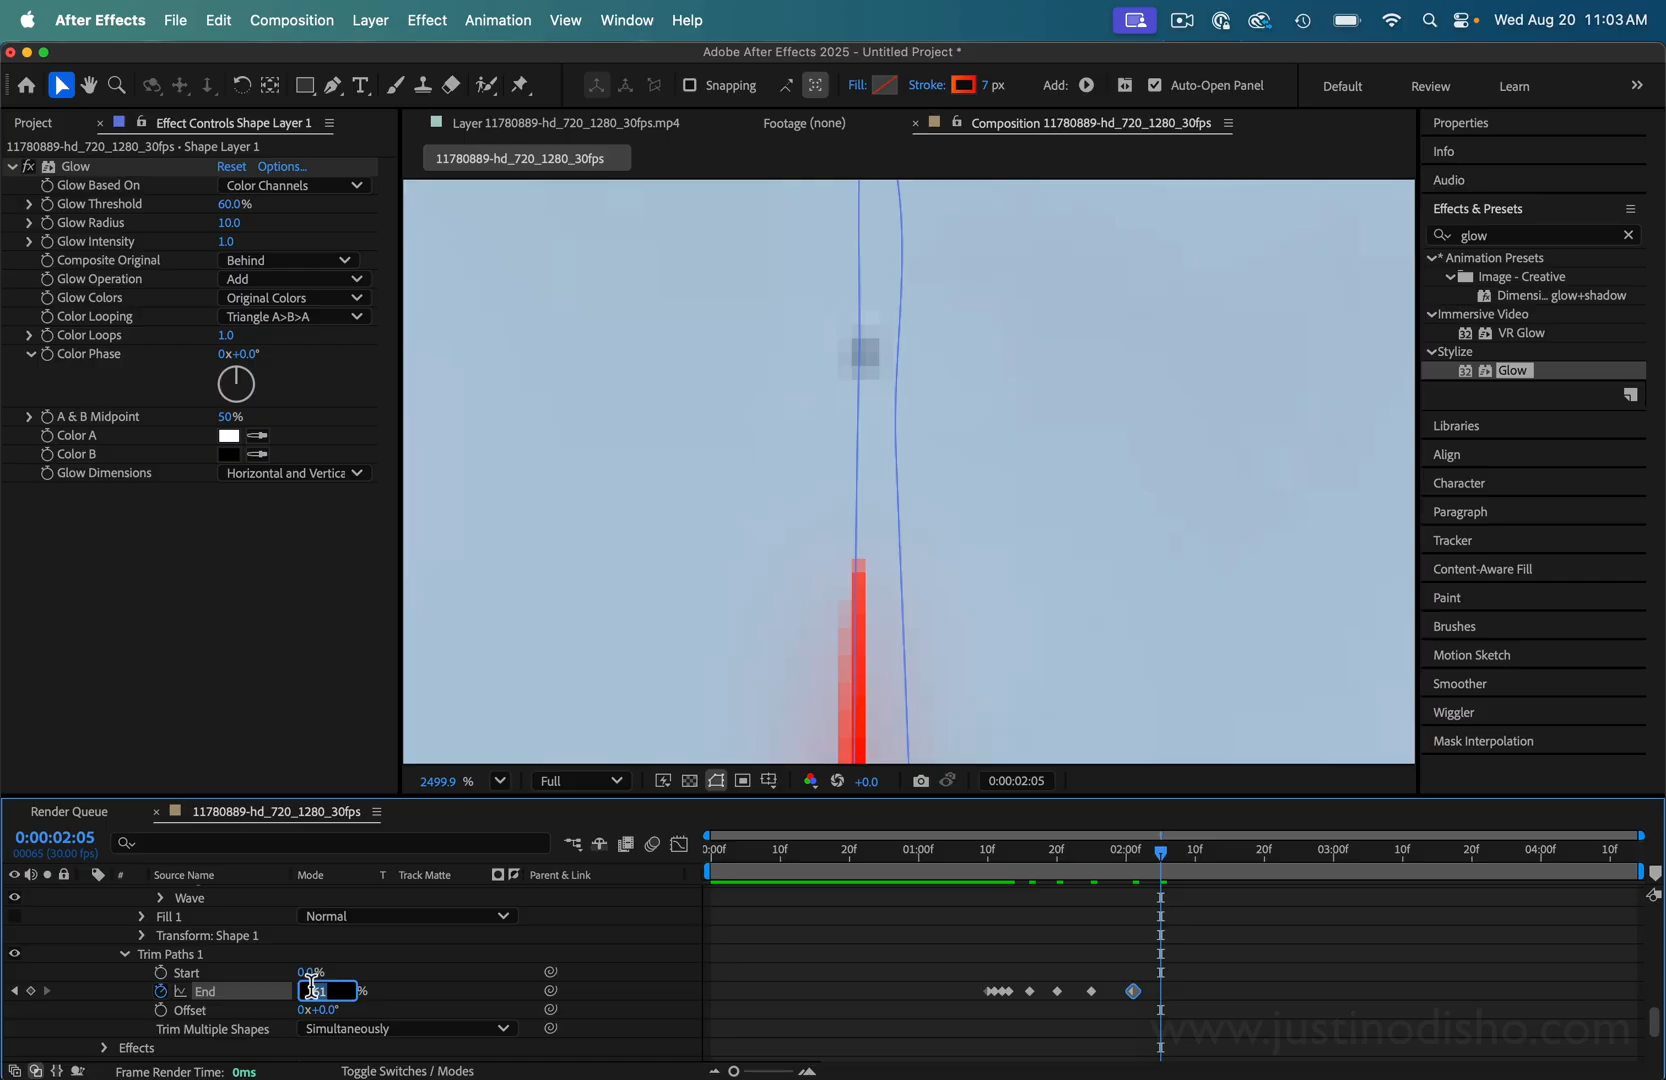 After Effects File Edit Composition Layer Effect Animation View Window Help Wed Aug 20 11:03 AM
Adobe After Effects 2025 - Untitled Project *
Snapping Fill: Stroke: 7 px Add: Auto-Open Panel Default Review Learn
Project Effect Controls Shape Layer 1 Layer 11780889-hd_720_1280_30fps.mp4 Footage (none) Composition 11780889-hd_720_1280_30fps Properties
11780889-hd_720_1280_30fps • Shape Layer 1
11780889-hd_720_1280_30fps
Info
fx Glow Reset Options...
Audio
Glow Based On Color Channels
Glow Threshold 60.0%
Effects & Presets
Glow Radius 10.0
glow
Glow Intensity 1.0
* Animation Presets
Composite Original Behind
Image - Creative
Glow Operation Add
Dimensi... glow+shadow
Glow Colors Original Colors
Immersive Video
Color Looping Triangle A>B>A
VR Glow
Color Loops 1.0
Stylize
Color Phase 0x+0.0°
Glow
A & B Midpoint 50%
Libraries
Color A
Color B
Align
Glow Dimensions Horizontal and Vertica
Character
Paragraph
Tracker
Content-Aware Fill
Paint
Brushes
Motion Sketch
Smoother
Wiggler
Mask Interpolation
2499.9 % Full +0.0 0:00:02:05
Render Queue 11780889-hd_720_1280_30fps
0:00:02:05
00065 (30.00 fps)
0:00f 10f 20f 01:00f 10f 20f 02:00f 10f 20f 03:00f 10f 20f 04:00f 10f
# Source Name Mode T Track Matte Parent & Link
Wave
Fill 1 Normal
Transform: Shape 1
Trim Paths 1
Start 0.0%
End %
Offset 0x+0.0°
Trim Multiple Shapes Simultaneously
www.justinodisho.com
Effects
Frame Render Time: 0ms Toggle Switches / Modes